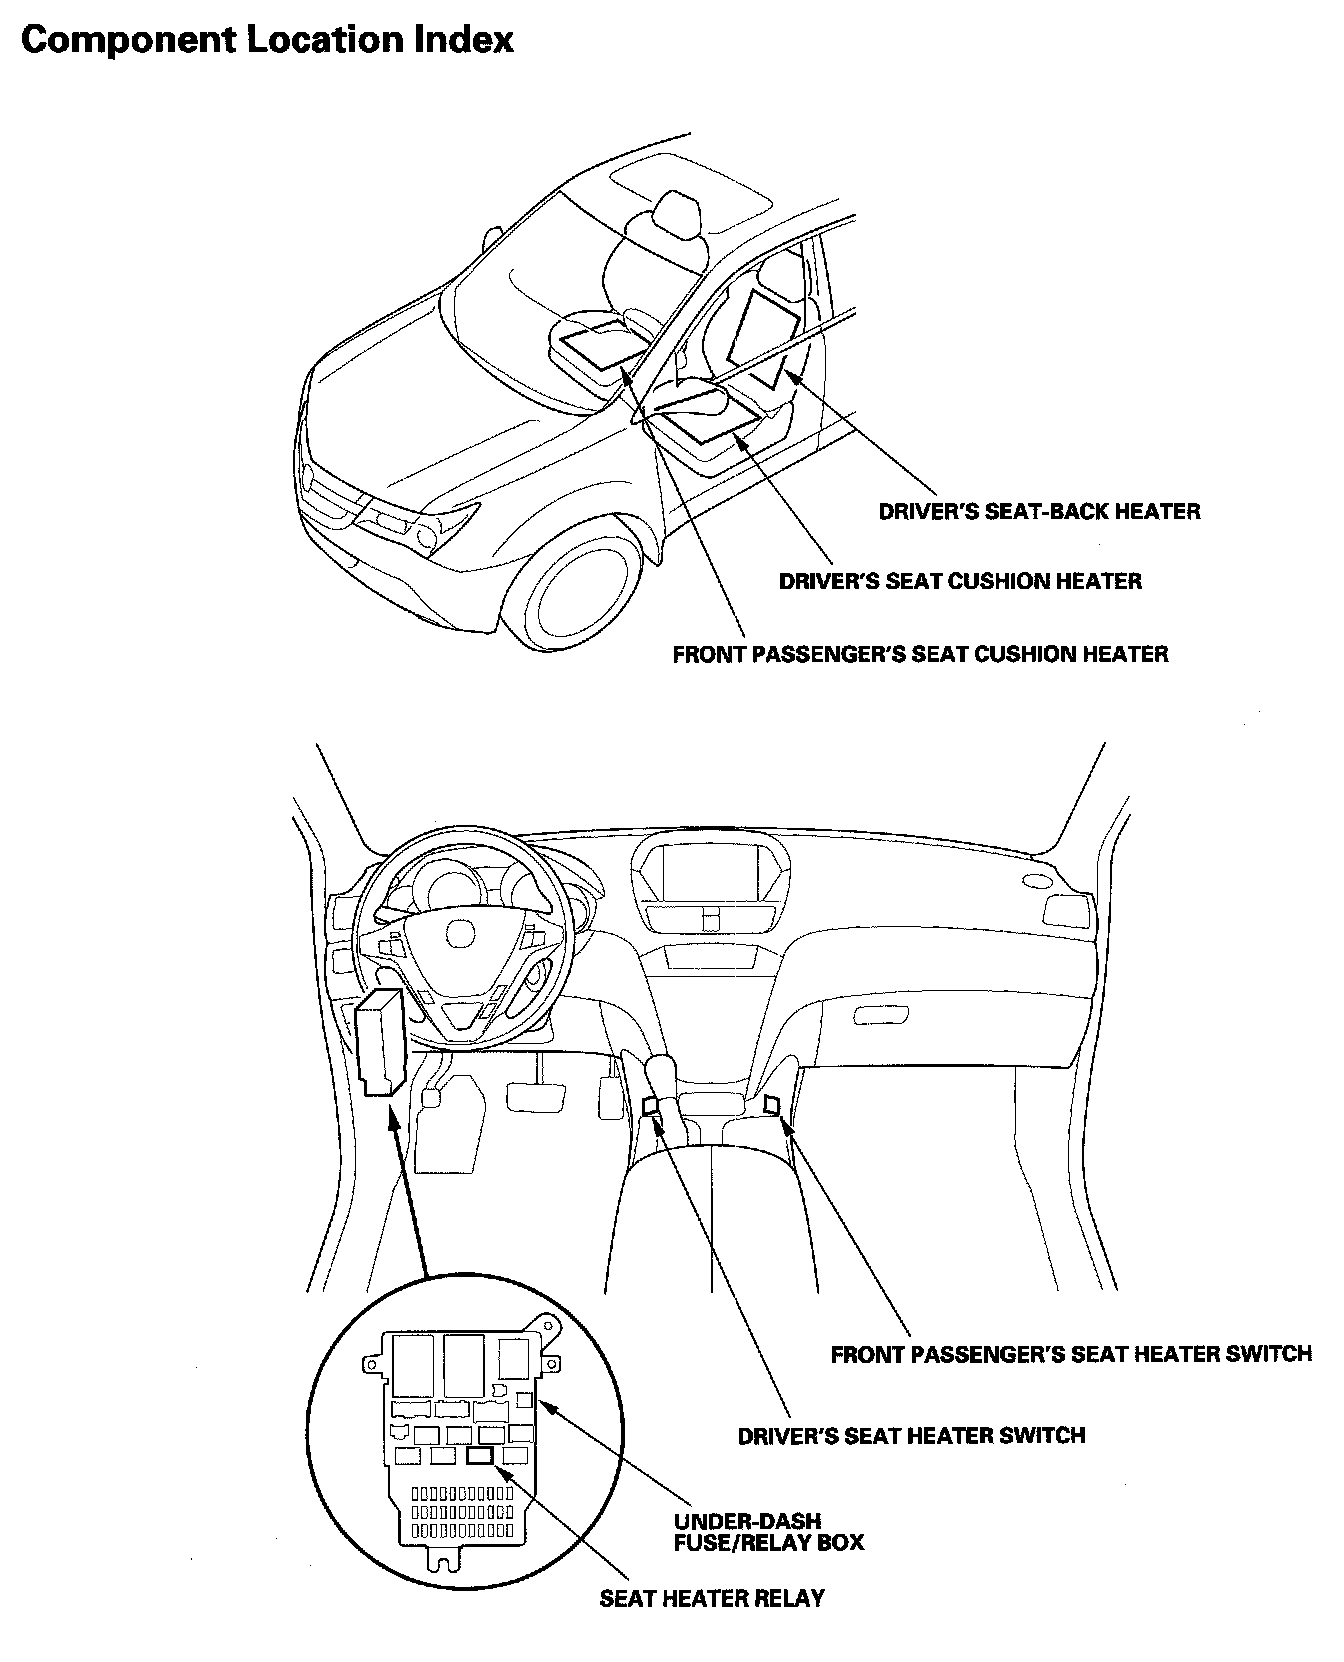 Component Location Index
DRIVER'S SEAT-BACK HEATER
DRIVER'S SEAT CUSHION HEATER
FRONT PASSENGER'S SEAT CUSHION HEATER
FRONT PASSENGER'S SEAT HEATER SWITCH
DRIVER'S SEAT HEATER SWITCH
UNDER-DASH
FUSE/RELAY BOX
SEAT HEATER RELAY